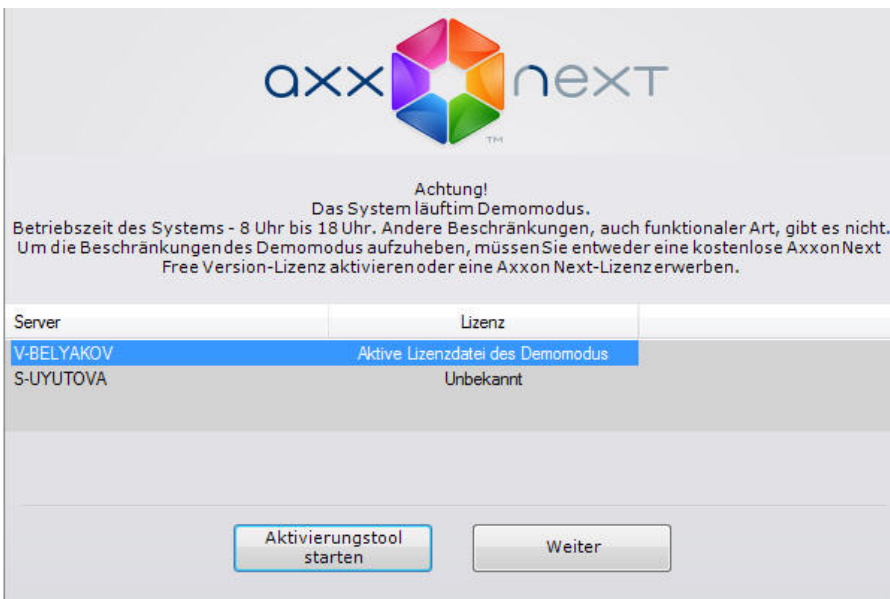 axxnext
TM
Achtung!
Das System läuftim Demomodus.
Betriebszeit des Systems - 8 Uhr bis 18 Uhr. Andere Beschränkungen, auch funktionaler Art, gibt es nicht.
Um die Beschränkungen des Demomodus aufzuheben, müssen Sie entweder eine kostenlose Axxon Next
Free Version-Lizenz aktivieren oder eine Axxon Next-Lizenz erwerben.
Server Lizenz
V-BELYAKOV Aktive Lizenzdatei des Demomodus
S-UYUTOVA Unbekannt
Aktivierungstool
starten
Weiter